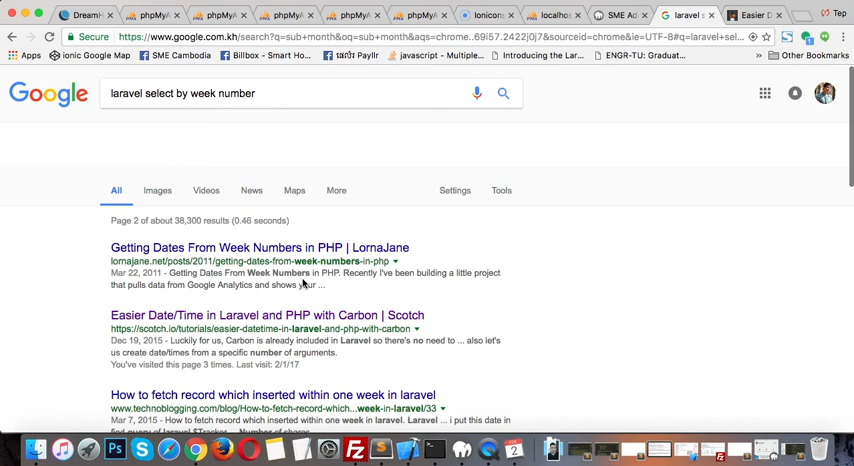 DreamH
phpMyA
phpMyA
phpMyA
phpMyA
phpMyA
Ionicons
localhos
SME Ad
laravel s
Easier D
Tep
Secure
https://www.google.com.kh/search?q=sub+month&oq=sub+month&aqs=chrome..69i57.2422j0j7&sourceid=chrome&ie=UTF-8#q=laravel+sel...
Apps
ionic Google Map
SME Cambodia
Billbox - Smart Ho...
javascript - Multiple...
Introducing the Lar...
ENGR-TU: Graduat...
»
Other Bookmarks
Google
laravel select by week number
All
Images
Videos
News
Maps
More
Settings
Tools
Page 2 of about 38,300 results (0.46 seconds)
Getting Dates From Week Numbers in PHP | LornaJane
lornajane.net/posts/2011/getting-dates-from-week-numbers-in-php
Mar 22, 2011 - Getting Dates From Week Numbers in PHP. Recently I've been building a little project
that pulls data from Google Analytics and shows your ...
Easier Date/Time in Laravel and PHP with Carbon | Scotch
https://scotch.io/tutorials/easier-datetime-in-laravel-and-php-with-carbon
Dec 19, 2015 - Luckily for us, Carbon is already included in Laravel so there's no need to ... also let's
us create date/times from a specific number of arguments.
You've visited this page 3 times. Last visit: 2/1/17
How to fetch record which inserted within one week in laravel
www.technoblogging.com/blog/How-to-fetch-record-which...week-in-laravel/33
Mar 7, 2015 - How to fetch record which inserted within one week in laravel. Laravel ... i put this date in
find query of laravel $Tracker ... Number of shares
Ps
S
Fz
S
2